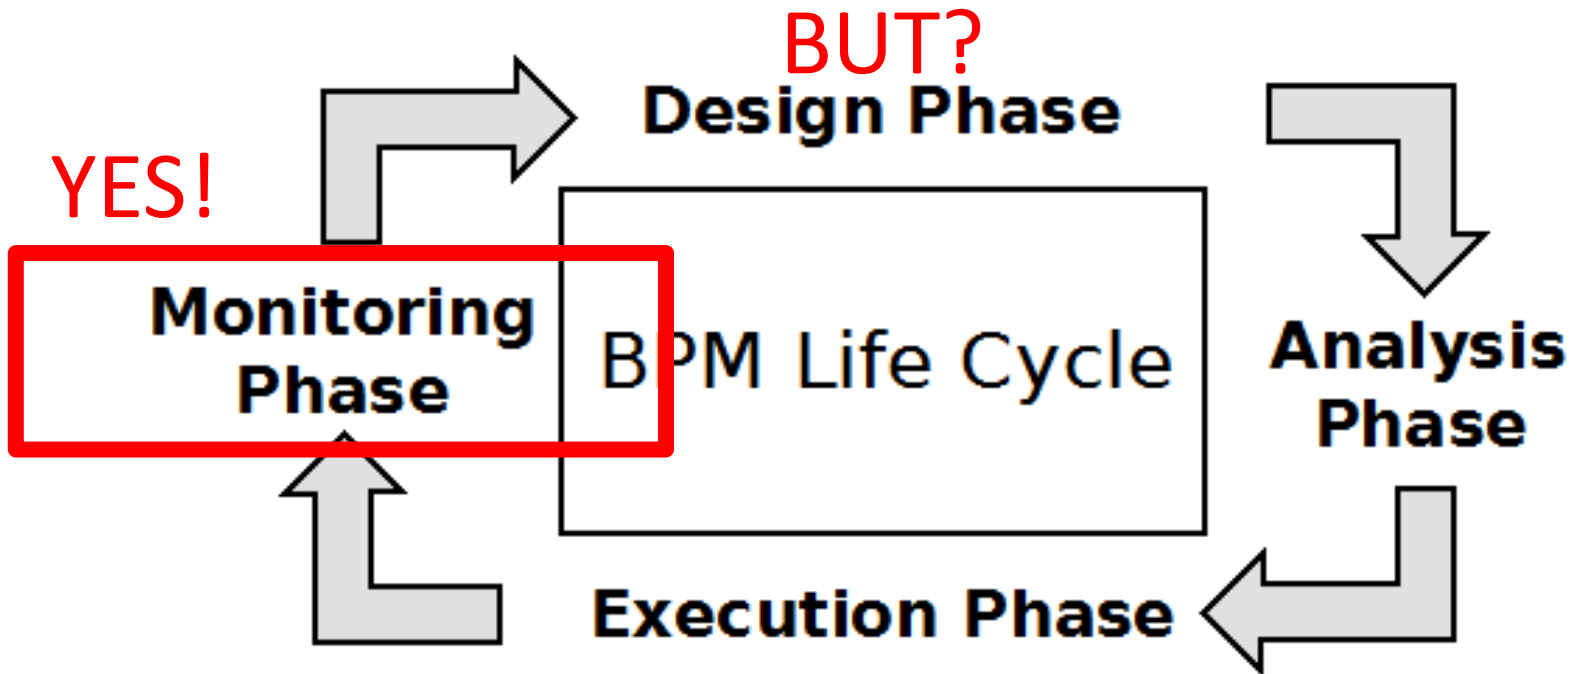 BUT?
Design Phase
YES!
Monitoring
Phase
BPM Life Cycle
Analysis
Phase
Execution Phase